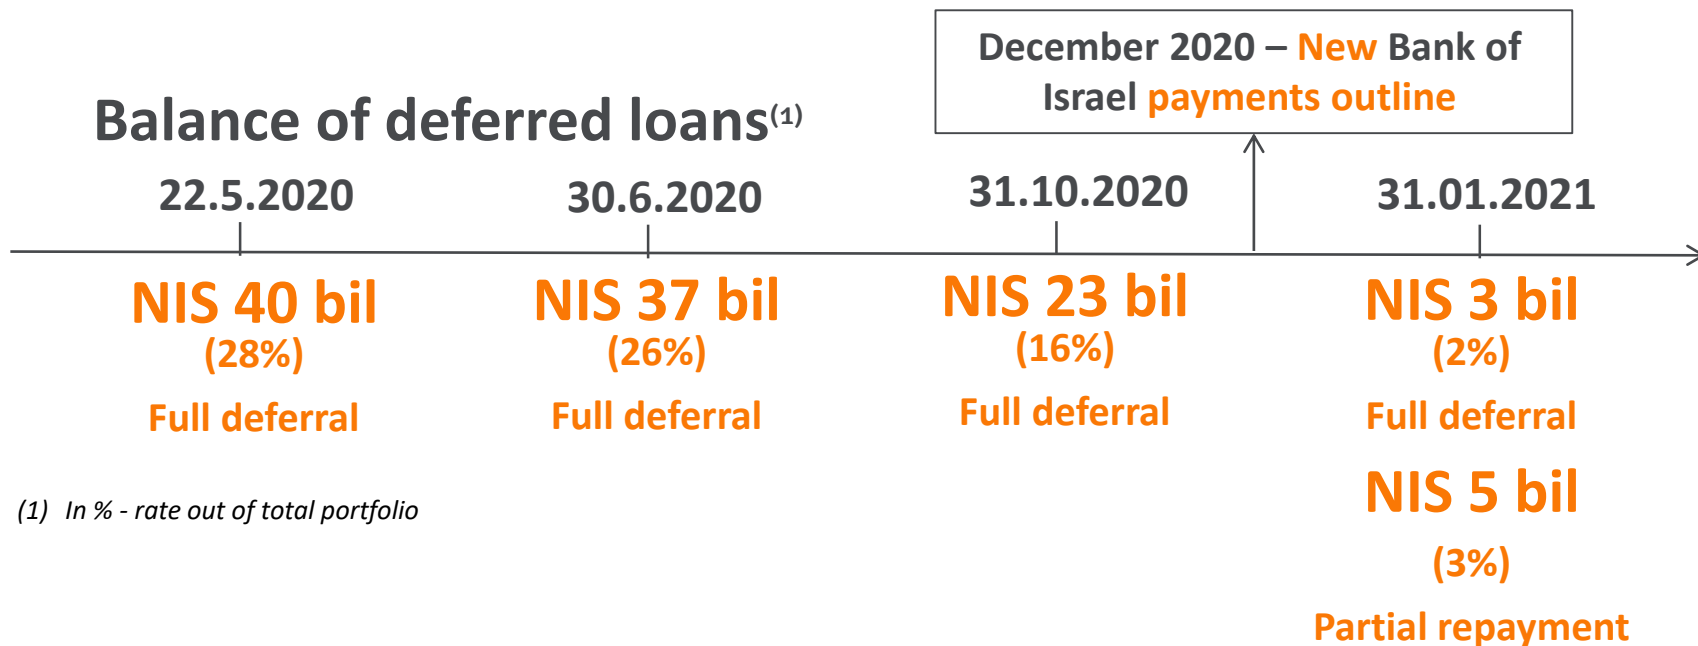 December 2020 – New Bank of
Israel payments outline
Balance of deferred loans(1)
22.5.2020
30.6.2020
31.10.2020
31.01.2021
NIS 40 bil
(28%)
Full deferral
NIS 37 bil
(26%)
Full deferral
NIS 23 bil
(16%)
Full deferral
NIS 3 bil
(2%)
Full deferral
NIS 5 bil
(3%)
Partial repayment
(1) In % - rate out of total portfolio